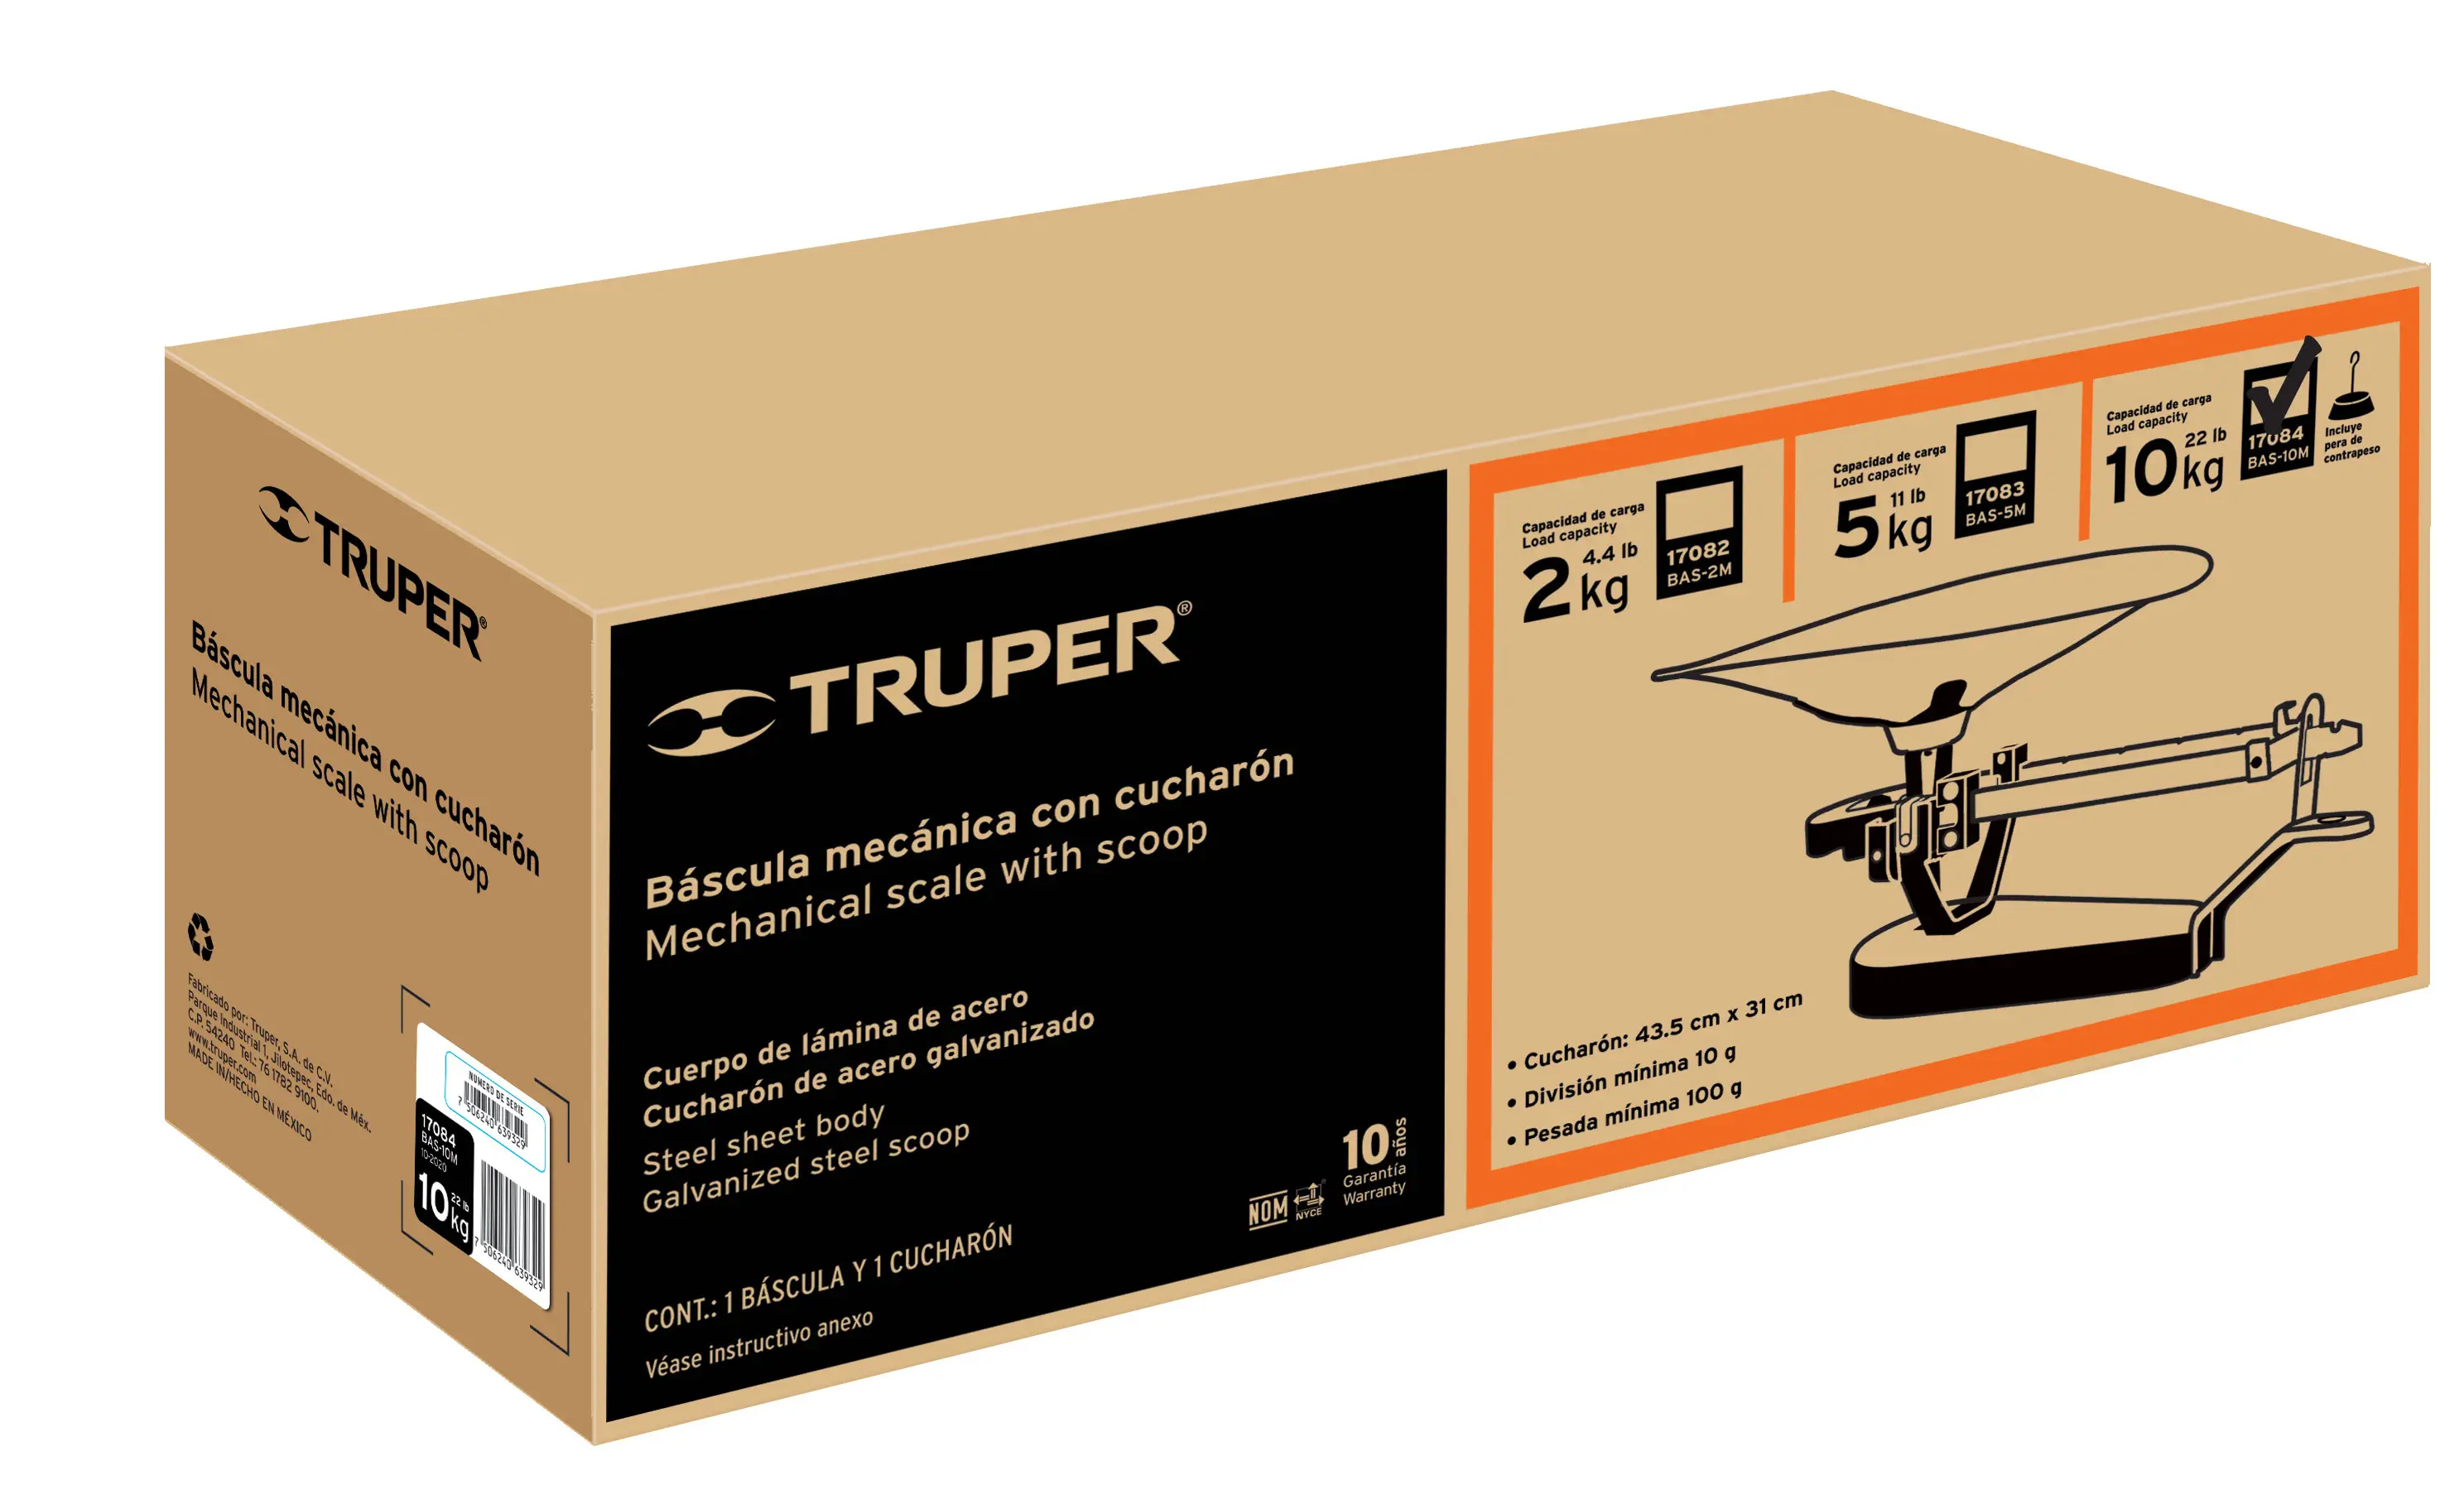 TRUPER®
Báscula mecánica con cucharón
Mechanical scale with scoop
Fabricado por: Truper, S.A. de C.V.
Parque Industrial 1, Jilotepec, Edo. de Méx.
C.P. 54240 Tel.: 76 1782 9100.
www.truper.com
MADE IN/HECHO EN MÉXICO
NUMERO DE SERIE
7 506240 639329
17084
BAS-10M
10-2020
10 kg
22 lb
7 506240 639329
TRUPER®
Báscula mecánica con cucharón
Mechanical scale with scoop
Cuerpo de lámina de acero
Cucharón de acero galvanizado
Steel sheet body
Galvanized steel scoop
CONT.: 1 BÁSCULA Y 1 CUCHARÓN
Véase instructivo anexo
NOM
NYCE
10 años
Garantía
Warranty
Capacidad de carga
Load capacity
2 kg
4.4 lb
17082
BAS-2M
Capacidad de carga
Load capacity
5 kg
11 lb
17083
BAS-5M
Capacidad de carga
Load capacity
10 kg
22 lb
17084
BAS-10M
Incluye
pera de
contrapeso
• Cucharón: 43.5 cm x 31 cm
• División mínima 10 g
• Pesada mínima 100 g